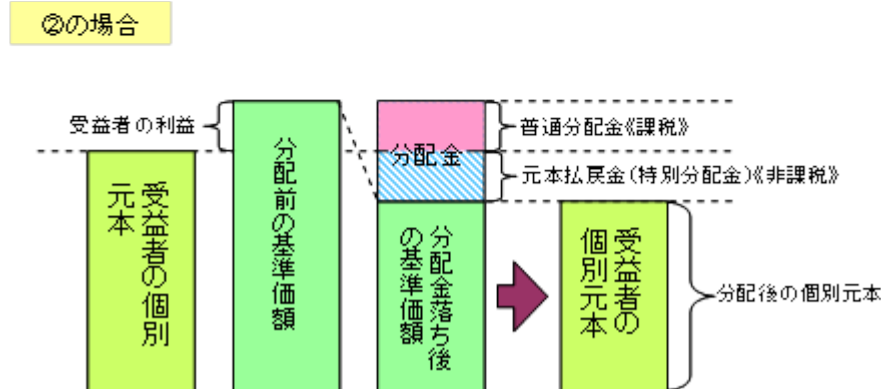 ②の場合
受益者の利益
普通分配金《課税》
分配金
元本払戻金(特別分配金)《非課税》
受益者の個別
元本
分配前の基準価額
分配金落ち後
の基準価額
受益者の
個別元本
分配後の個別元本